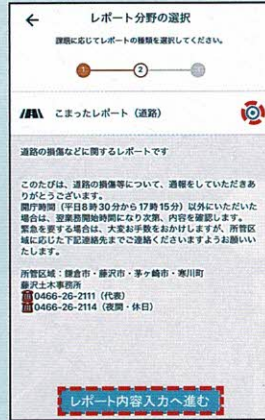 レポート分野の選択
課題に応じてレポートの種類を選択してください。
1
2
こまったレポート（道路）
道路の損傷などに関するレポートです
このたびは、道路の損傷等について、通報をしていただきあ
りがとうございます。
開庁時間（平日8時30分から17時15分）以外にいただいた
場合は、翌業務開始時間になり次第、内容を確認します。
緊急を要する場合は、大変お手数をおかけしますが、所管区
域に応じた下記連絡先までご連絡くださいますようお願いい
たします。
所管区域：鎌倉市・藤沢市・茅ヶ崎市・寒川町
藤沢土木事務所
0466-26-2111（代表）
0466-26-2114（夜間・休日）
レポート内容入力へ進む